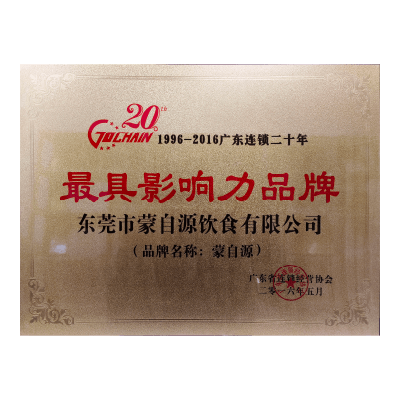 20th
GDCHAIN
1996-2016广东连锁二十年
最具影响力品牌
东莞市蒙自源饮食有限公司
（品牌名称：蒙自源）
广东省连锁经营协会
二零一六年五月